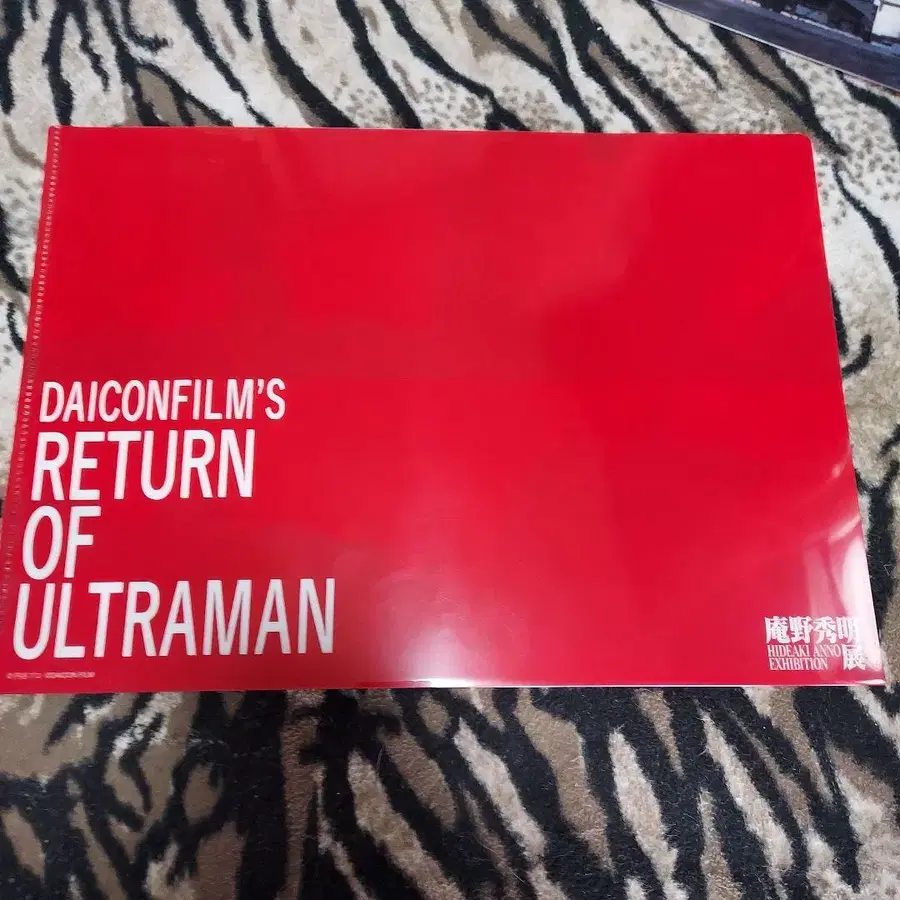 DAICONFILM'S
RETURN
OF
ULTRAMAN
庵野秀明
展
HIDEAKI ANNO
EXHIBITION